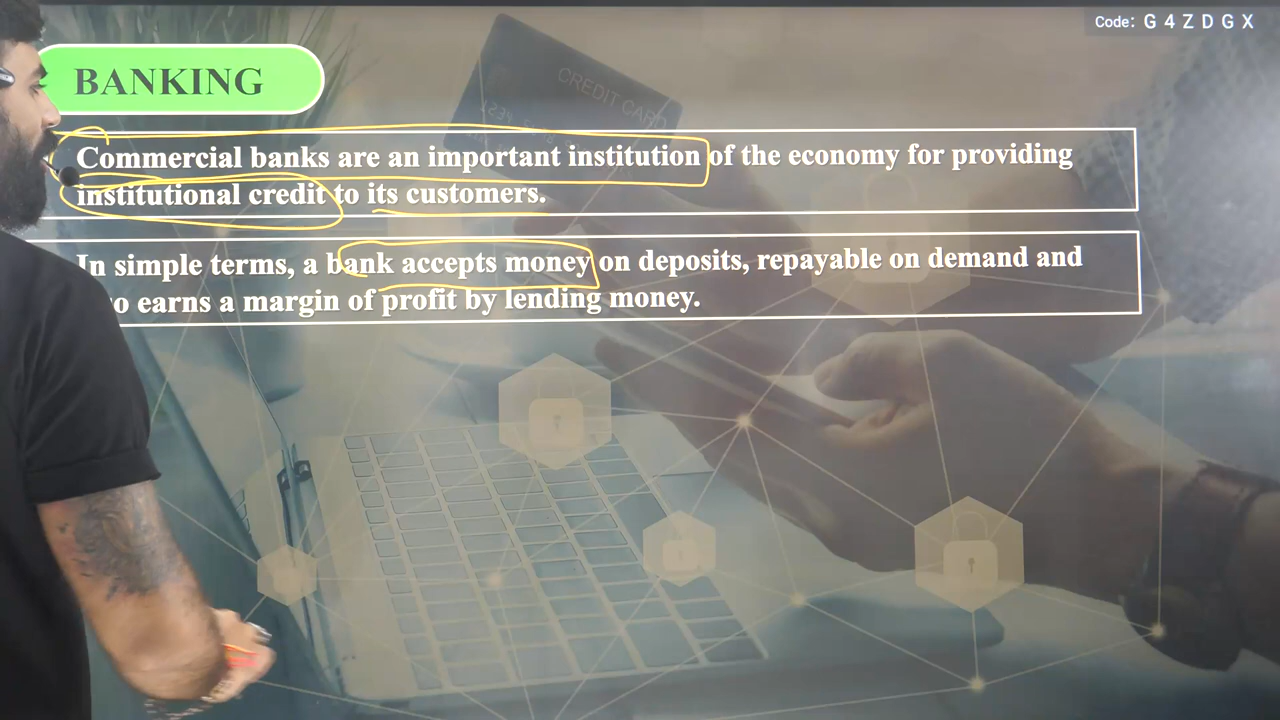 Code: G 4 Z D G X
BANKING
CREDIT CARD
Commercial banks are an important institution of the economy for providing
institutional credit to its customers.
In simple terms, a bank accepts money on deposits, repayable on demand and
o earns a margin of profit by lending money.